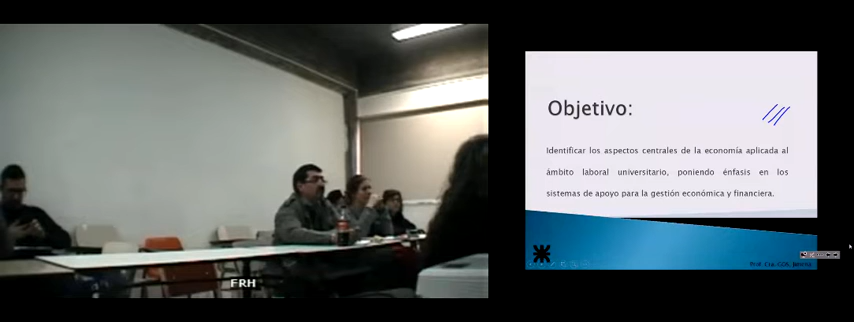 FRH
Objetivo:
Identificar los aspectos centrales de la economía aplicada al
ámbito laboral universitario, poniendo énfasis en los
sistemas de apoyo para la gestión económica y financiera.